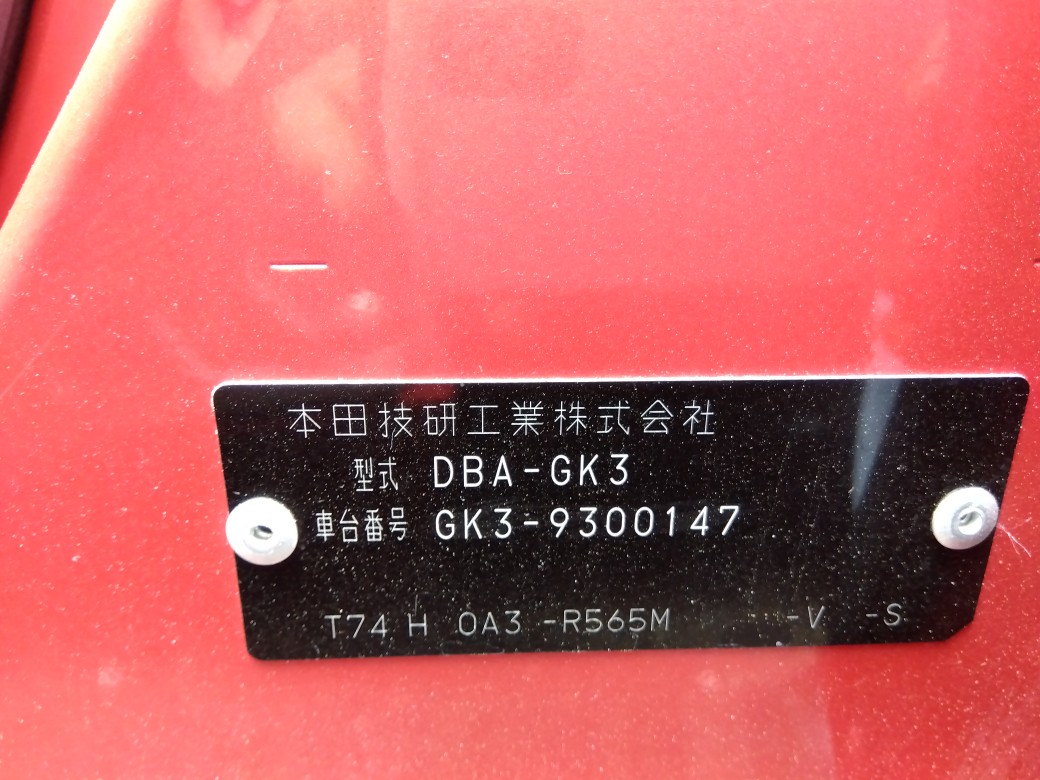 本田技研工業株式会社
型式 DBA-GK3
車台番号 GK3-9300147
T74 H 0A3 -R565M -V -S